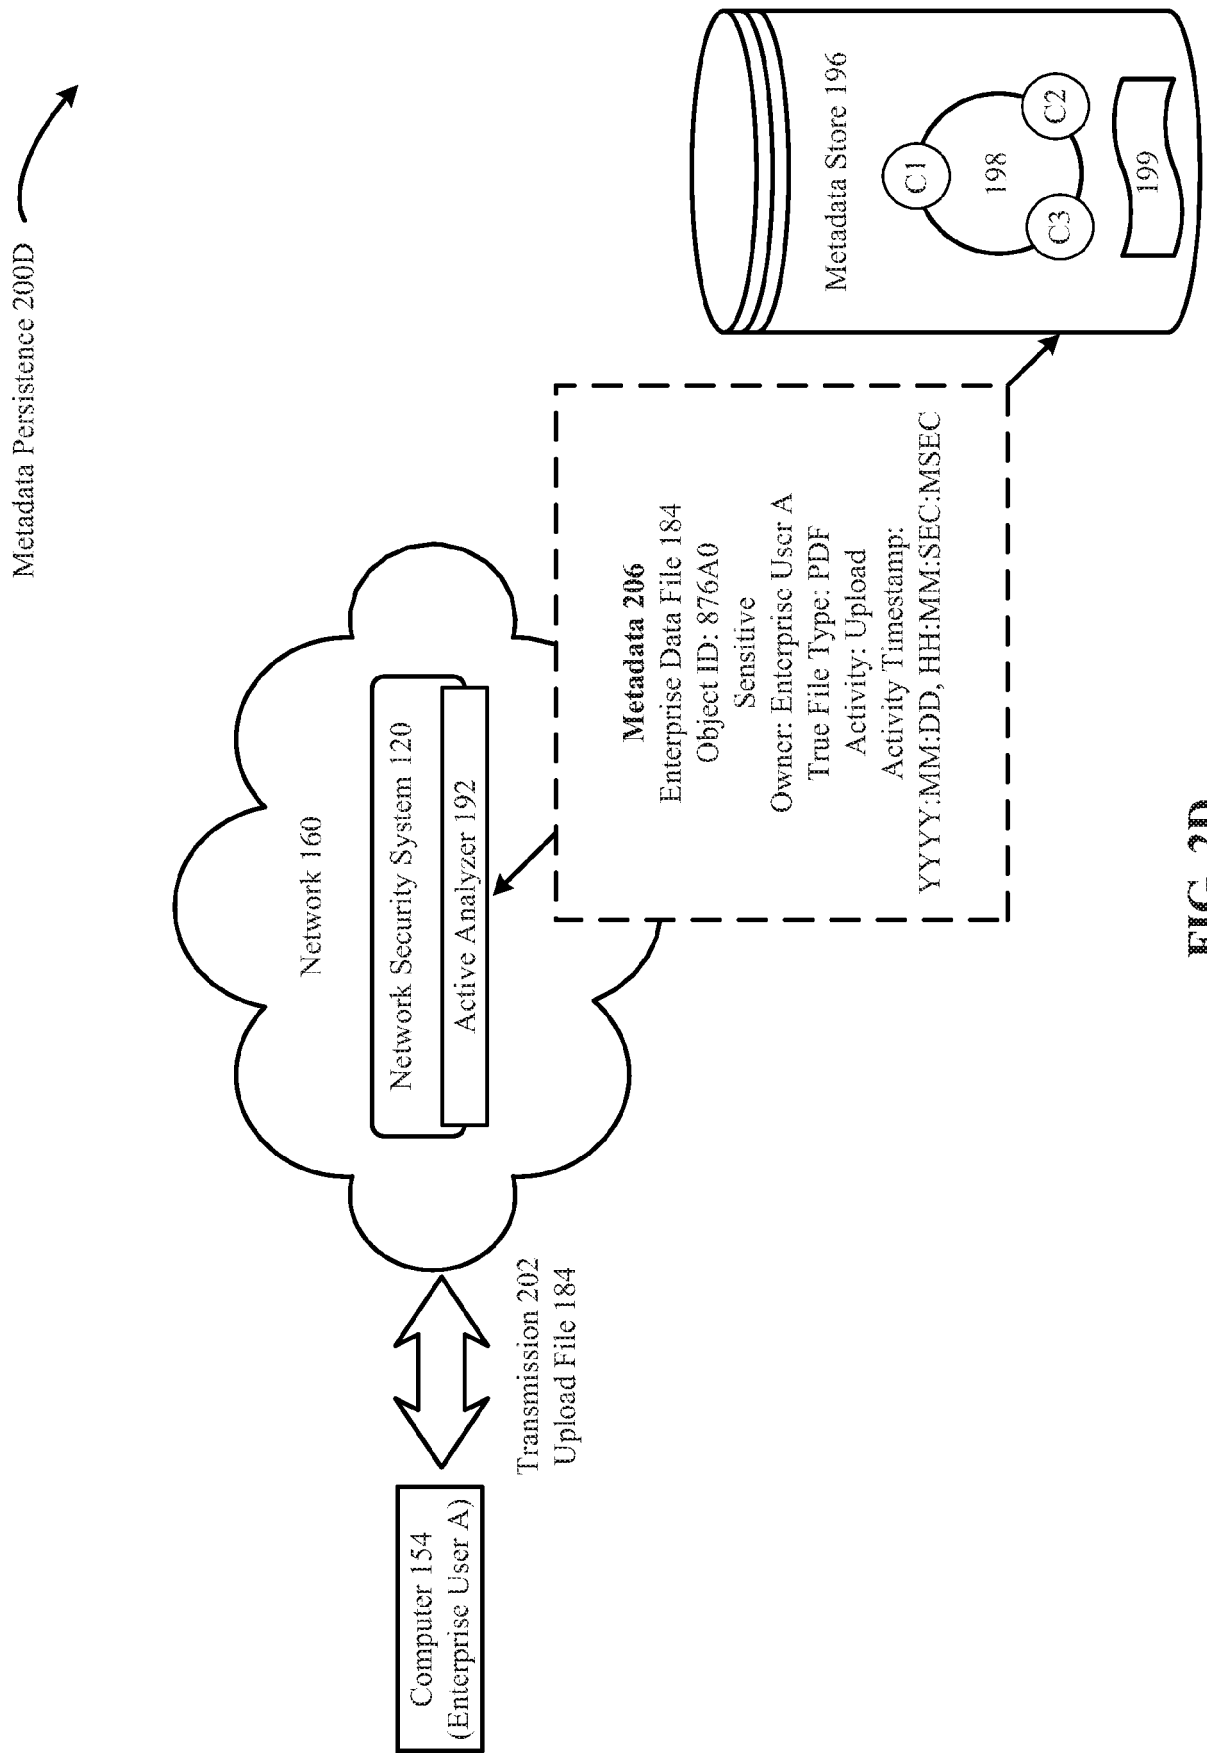 Metadata Persistence 200D
Network 160
Network Security System 120
Active Analyzer 192
Computer 154
(Enterprise User A)
Transmission 202
Upload File 184
Metadata 206
Enterprise Data File 184
Object ID: 876A0
Sensitive
Owner: Enterprise User A
True File Type: PDF
Activity: Upload
Activity Timestamp:
YYYY:MM:DD, HH:MM:SEC:MSEC
Metadata Store 196
C1
198
C3
C2
199
FIG. 2D